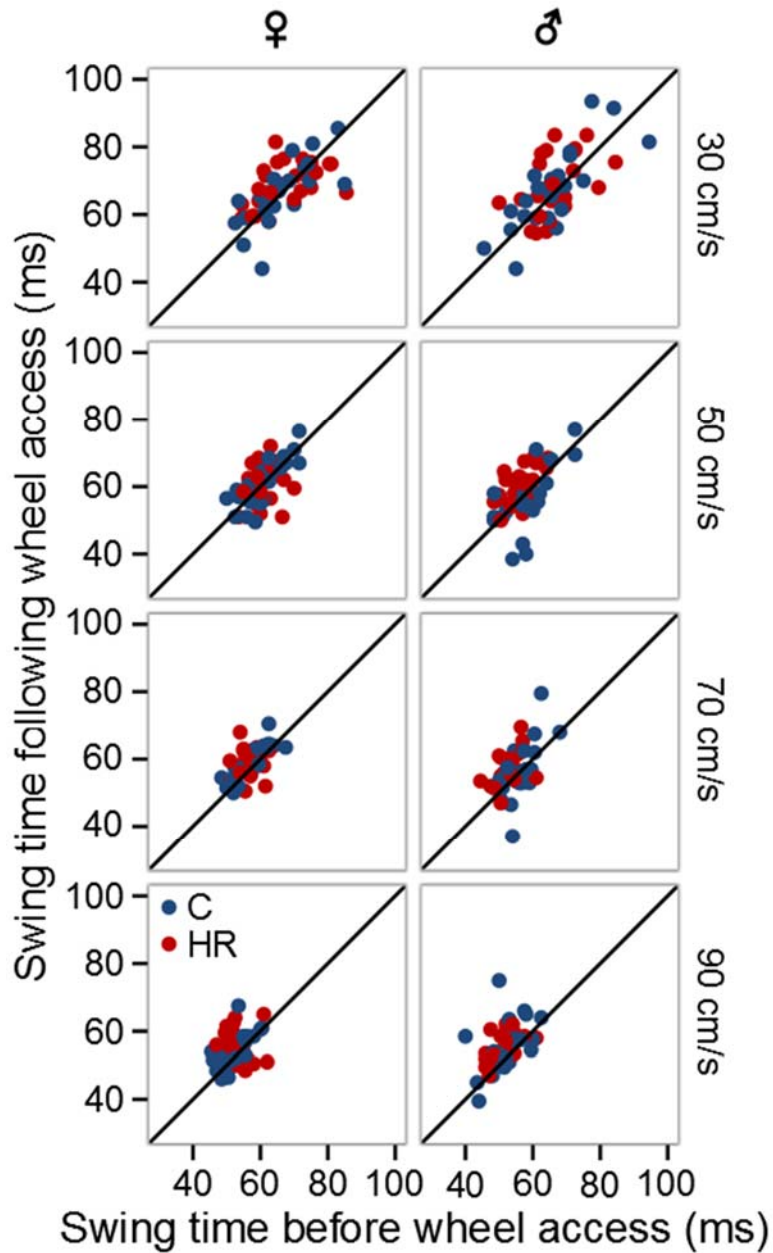 ♀ ♂
100
80
60
40
30 cm/s
100
80
60
40
50 cm/s
100
80
60
40
70 cm/s
100
80
60
40
C
HR
90 cm/s
40 60 80 100 40 60 80 100
Swing time before wheel access (ms)
Swing time following wheel access (ms)